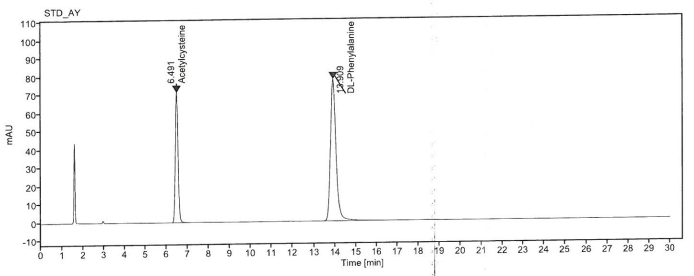 STD_AY
110
100
90
80
70
60
50
40
30
20
10
0
-10
mAU
6.491
Acetylcysteine
13.909
DL-Phenylalanine
0 1 2 3 4 5 6 7 8 9 10 11 12 13 14 15 16 17 18 19 20 21 22 23 24 25 26 27 28 29 30
Time [min]